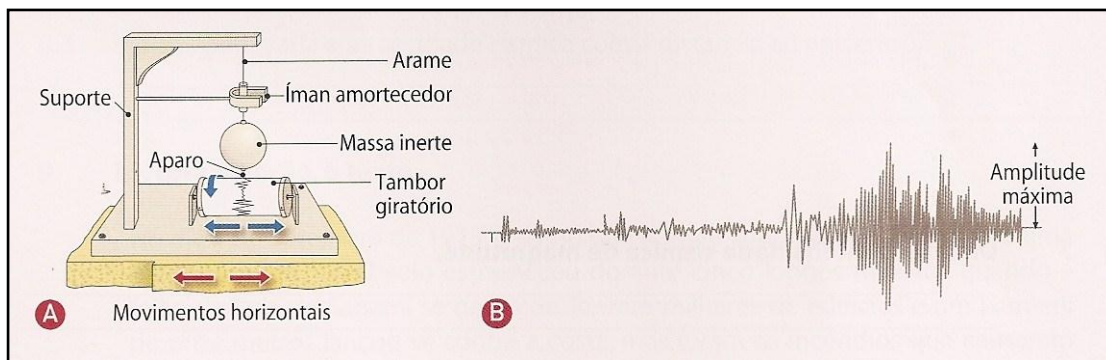 Arame
Suporte
Íman amortecedor
Massa inerte
Aparo
Tambor
giratório
A
Movimentos horizontais
Amplitude
máxima
B